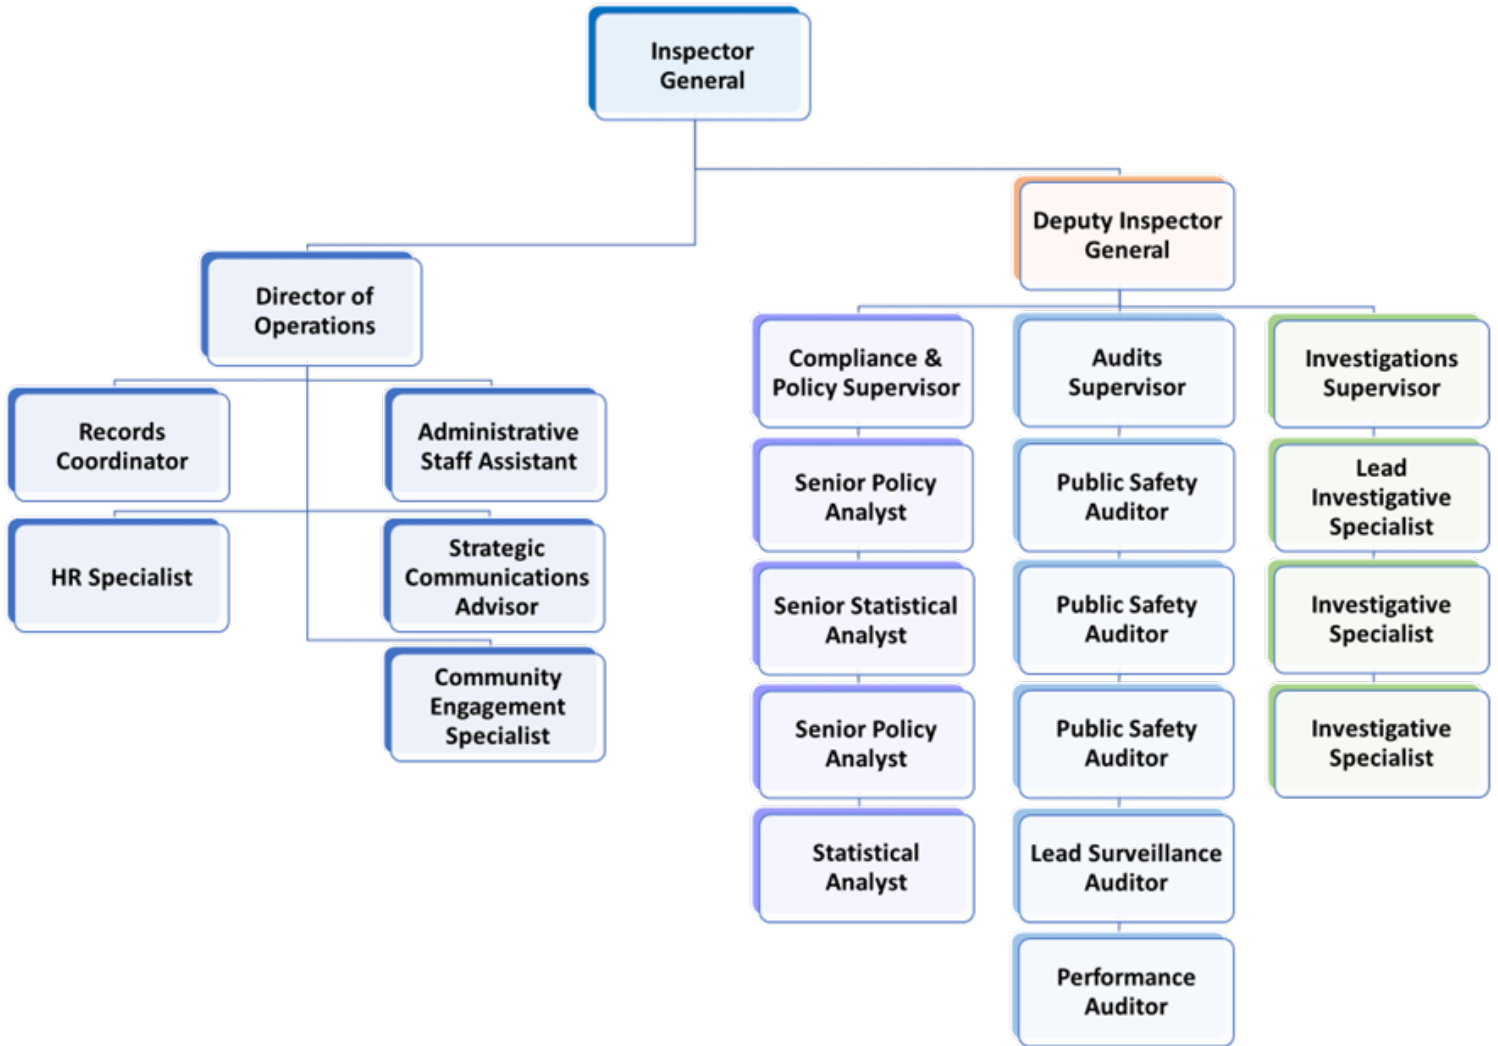 Inspector
General
Deputy Inspector
General
Director of
Operations
Records
Coordinator
Administrative
Staff Assistant
HR Specialist
Strategic
Communications
Advisor
Community
Engagement
Specialist
Compliance &
Policy Supervisor
Senior Policy
Analyst
Senior Statistical
Analyst
Senior Policy
Analyst
Statistical
Analyst
Audits
Supervisor
Public Safety
Auditor
Public Safety
Auditor
Public Safety
Auditor
Lead Surveillance
Auditor
Performance
Auditor
Investigations
Supervisor
Lead
Investigative
Specialist
Investigative
Specialist
Investigative
Specialist